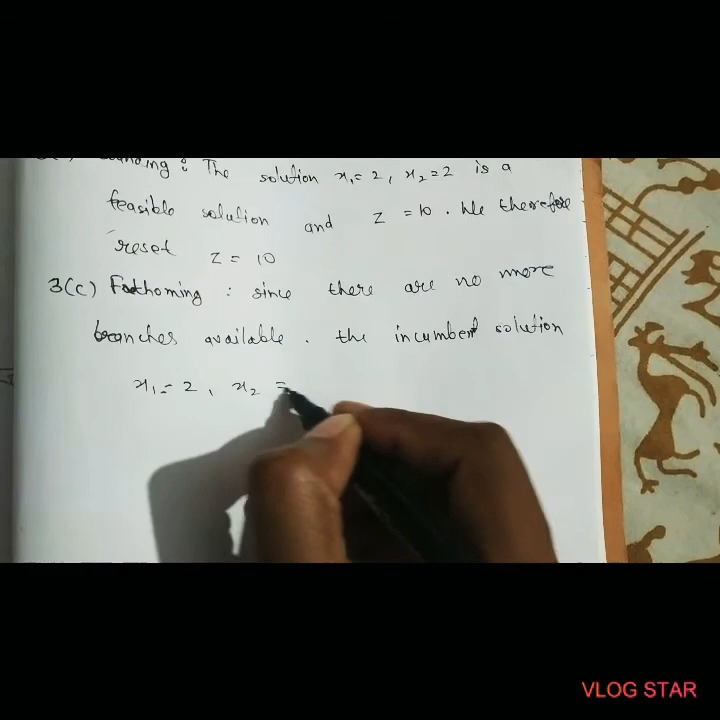 The solution x₁= 2, x₂=2 is a
feasible solution and Z = 10. We therefore
reset Z = 10
3(c) Fathoming : since there are no more
branches available. the incumbent solution
x₁= 2, x₂ =
VLOG STAR